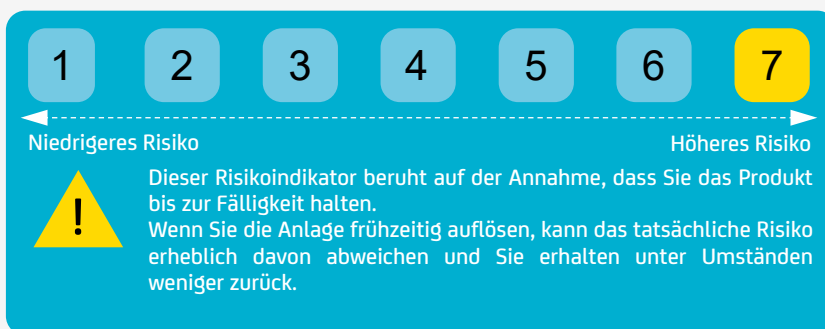 1 2 3 4 5 6 7
Niedrigeres Risiko Höheres Risiko
! Dieser Risikoindikator beruht auf der Annahme, dass Sie das Produkt
bis zur Fälligkeit halten.
Wenn Sie die Anlage frühzeitig auflösen, kann das tatsächliche Risiko
erheblich davon abweichen und Sie erhalten unter Umständen
weniger zurück.